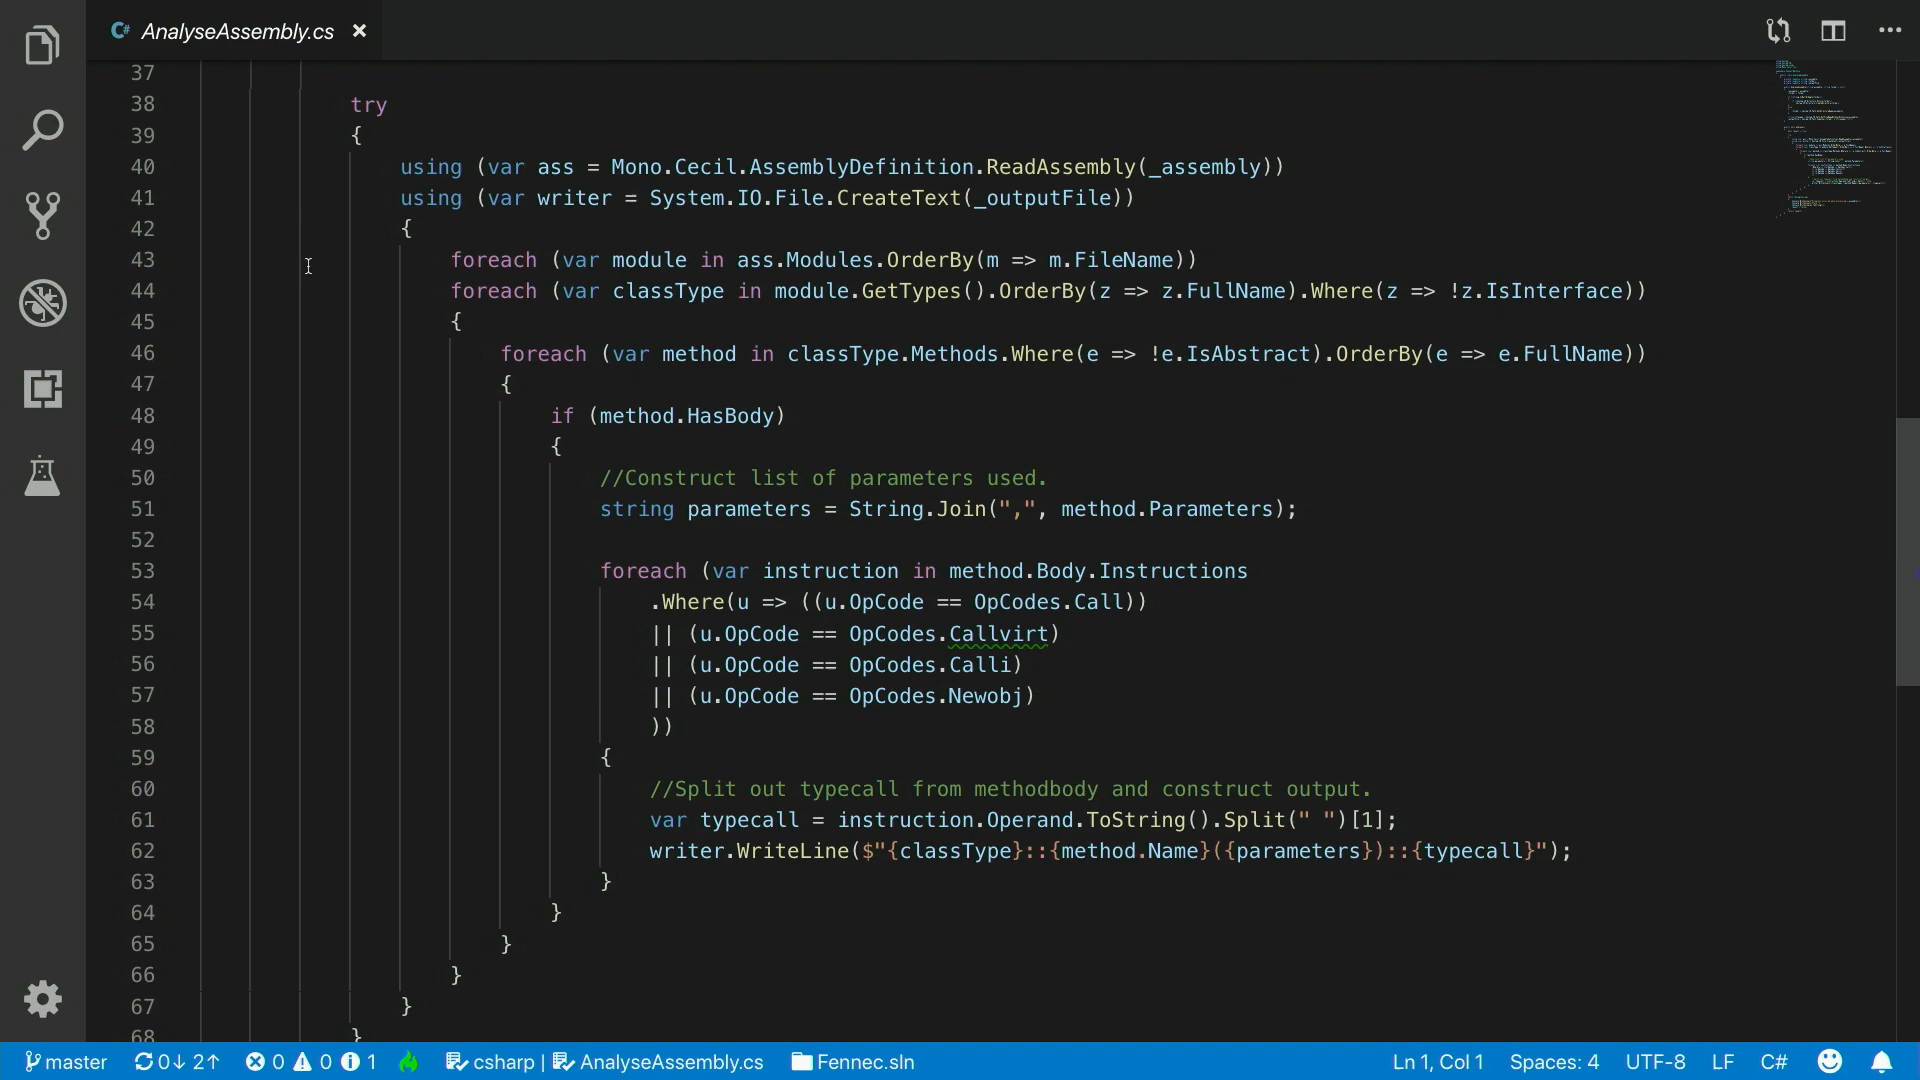 C# AnalyseAssembly.cs
37
38 try
39 {
40 using (var ass = Mono.Cecil.AssemblyDefinition.ReadAssembly(_assembly))
41 using (var writer = System.IO.File.CreateText(_outputFile))
42 {
43 foreach (var module in ass.Modules.OrderBy(m => m.FileName))
44 foreach (var classType in module.GetTypes().OrderBy(z => z.FullName).Where(z => !z.IsInterface))
45 {
46 foreach (var method in classType.Methods.Where(e => !e.IsAbstract).OrderBy(e => e.FullName))
47 {
48 if (method.HasBody)
49 {
50 //Construct list of parameters used.
51 string parameters = String.Join(",", method.Parameters);
52
53 foreach (var instruction in method.Body.Instructions
54 .Where(u => ((u.OpCode == OpCodes.Call))
55 || (u.OpCode == OpCodes.Callvirt)
56 || (u.OpCode == OpCodes.Calli)
57 || (u.OpCode == OpCodes.Newobj)
58 ))
59 {
60 //Split out typecall from methodbody and construct output.
61 var typecall = instruction.Operand.ToString().Split(" ")[1];
62 writer.WriteLine($"{classType}::{method.Name}({parameters})::{typecall}");
63 }
64 }
65 }
66 }
67 }
68 }
master 0↓ 2↑ 0 0 1 csharp | AnalyseAssembly.cs Fennec.sln Ln 1, Col 1 Spaces: 4 UTF-8 LF C#